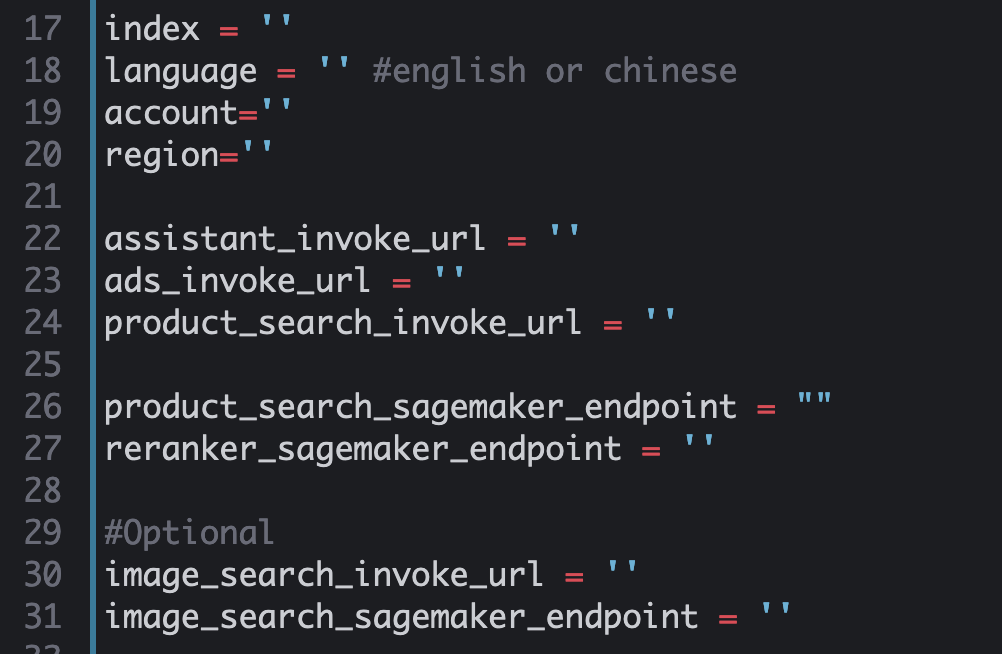 17 index = ''
18 language = '' #english or chinese
19 account=''
20 region=''
21
22 assistant_invoke_url = ''
23 ads_invoke_url = ''
24 product_search_invoke_url = ''
25
26 product_search_sagemaker_endpoint = ""
27 reranker_sagemaker_endpoint = ''
28
29 #Optional
30 image_search_invoke_url = ''
31 image_search_sagemaker_endpoint = ''